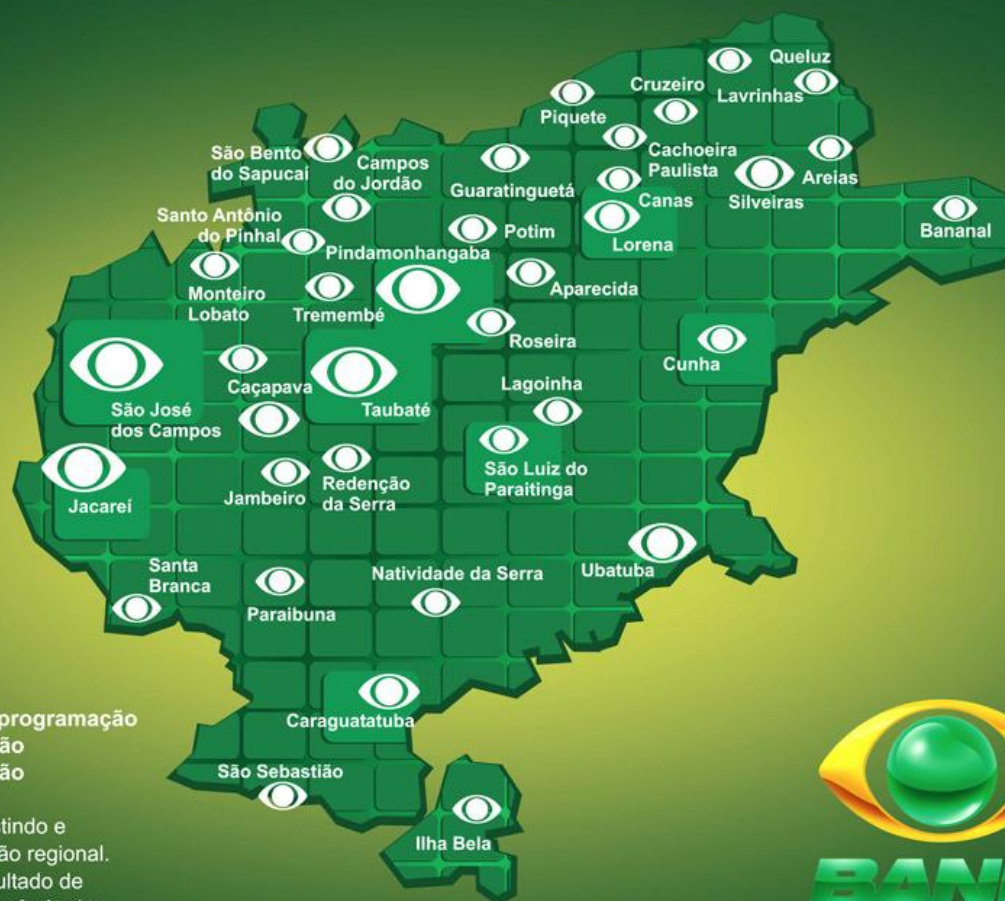 Queluz
Cruzeiro
Lavrinhas
Piquete
São Bento
do Sapucaí
Campos
do Jordão
Cachoeira
Paulista
Guaratinguetá
Canas
Silveiras
Areias
Santo Antônio
do Pinhal
Potim
Lorena
Bananal
Pindamonhangaba
Monteiro
Lobato
Tremembé
Aparecida
Roseira
Cunha
Caçapava
Lagoinha
São José
dos Campos
Taubaté
São Luiz do
Paraitinga
Jacareí
Jambeiro
Redenção
da Serra
Santa
Branca
Natividade da Serra
Ubatuba
Paraibuna
Caraguatatuba
São Sebastião
Ilha Bela
programação
ão
ão
tindo e
ão regional.
ultado de
BAN